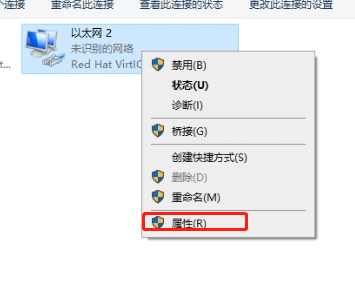 个连接 重命名此连接 查看此连接的状态 更改此连接的设置
以太网 2
未识别的网络
Red Hat VirtIO
t...
禁用(B)
状态(U)
诊断(I)
桥接(G)
创建快捷方式(S)
删除(D)
重命名(M)
属性(R)